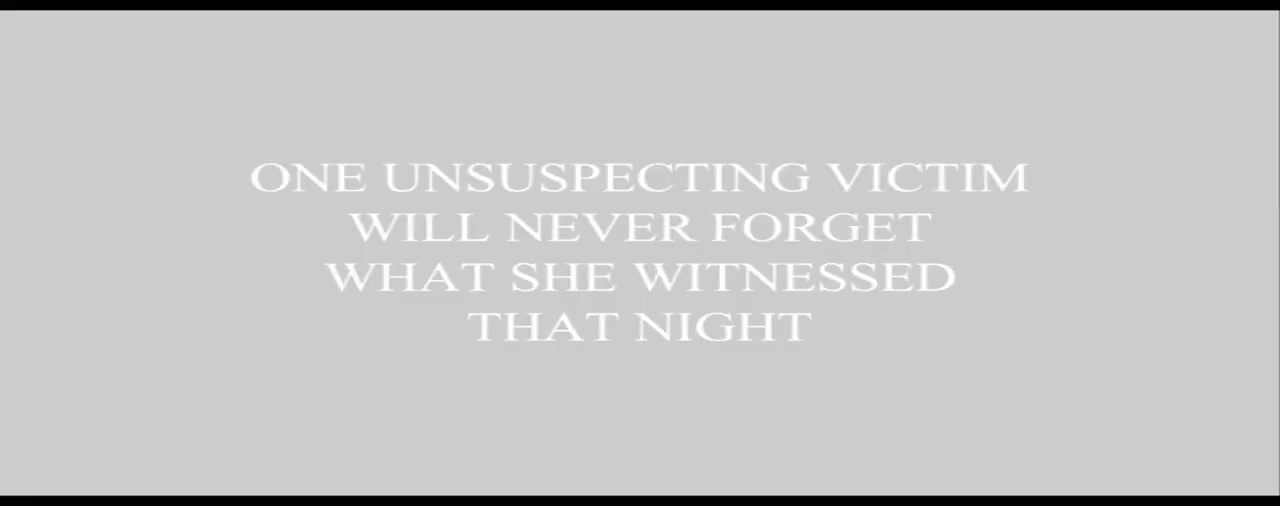 ONE UNSUSPECTING VICTIM
WILL NEVER FORGET
WHAT SHE WITNESSED
THAT NIGHT